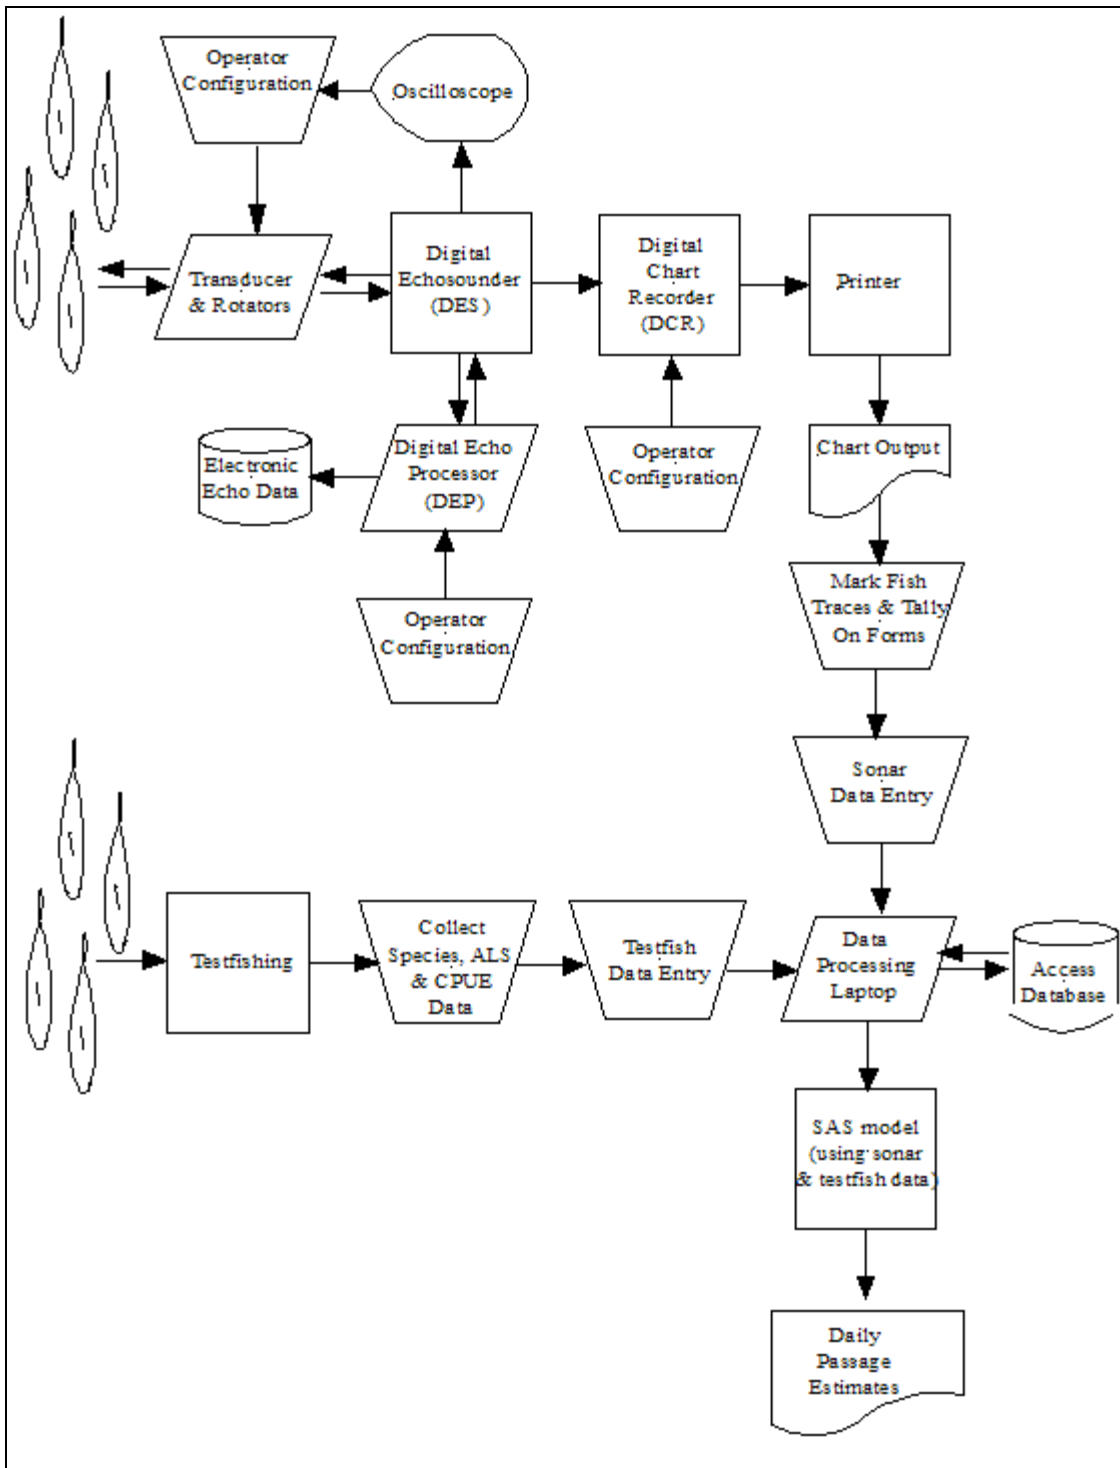 Operator
Configuration
Oscilloscope
Transducer
& Rotators
Digital
Echosounder
(DES)
Digital
Chart
Recorder
(DCR)
Printer
Electronic
Echo Data
Digital Echo
Processor
(DEP)
Operator
Configuration
Chart Output
Operator
Configuration
Mark Fish
Traces & Tally
On Forms
Sonar
Data Entry
Testfishing
Collect
Species, ALS
& CPUE
Data
Testfish
Data Entry
Data
Processing
Laptop
Access
Database
SAS model
(using sonar
& testfish data)
Daily
Passage
Estimates